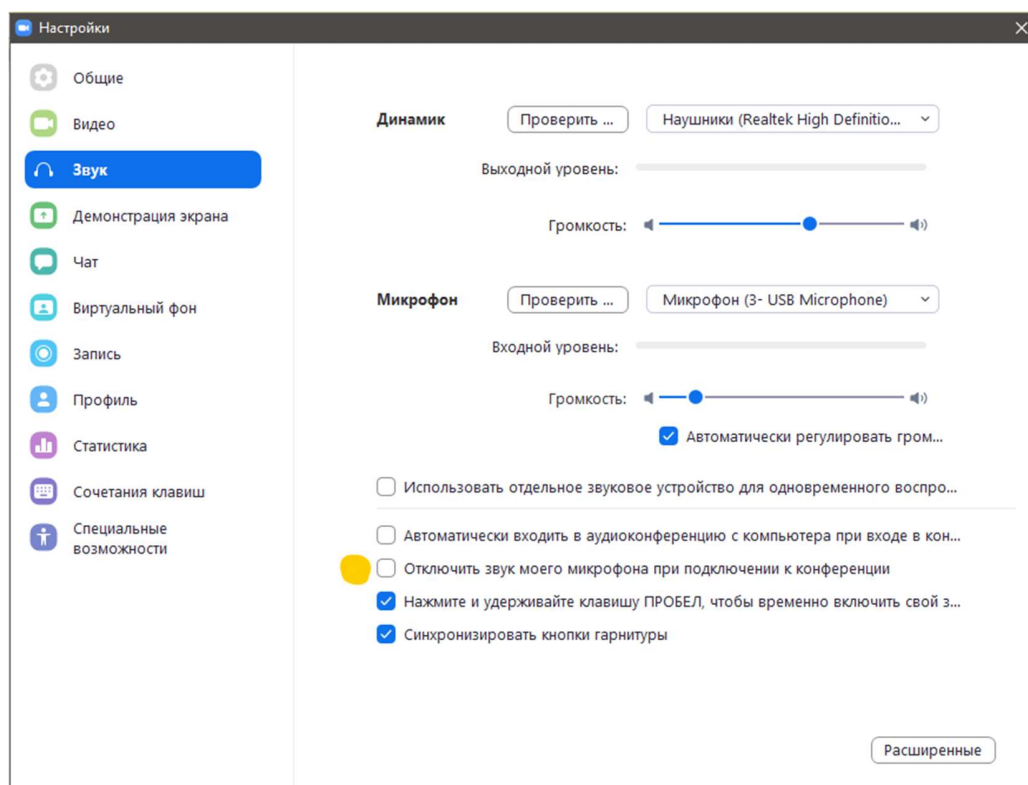 Настройки
Общие
Видео
Звук
Демонстрация экрана
Чат
Виртуальный фон
Запись
Профиль
Статистика
Сочетания клавиш
Специальные
возможности
Динамик Проверить ... Наушники (Realtek High Definitio...
Выходной уровень:
Громкость:
Микрофон Проверить ... Микрофон (3- USB Microphone)
Входной уровень:
Громкость:
Автоматически регулировать гром...
Использовать отдельное звуковое устройство для одновременного воспро...
Автоматически входить в аудиоконференцию с компьютера при входе в кон...
Отключить звук моего микрофона при подключении к конференции
Нажмите и удерживайте клавишу ПРОБЕЛ, чтобы временно включить свой з...
Синхронизировать кнопки гарнитуры
Расширенные